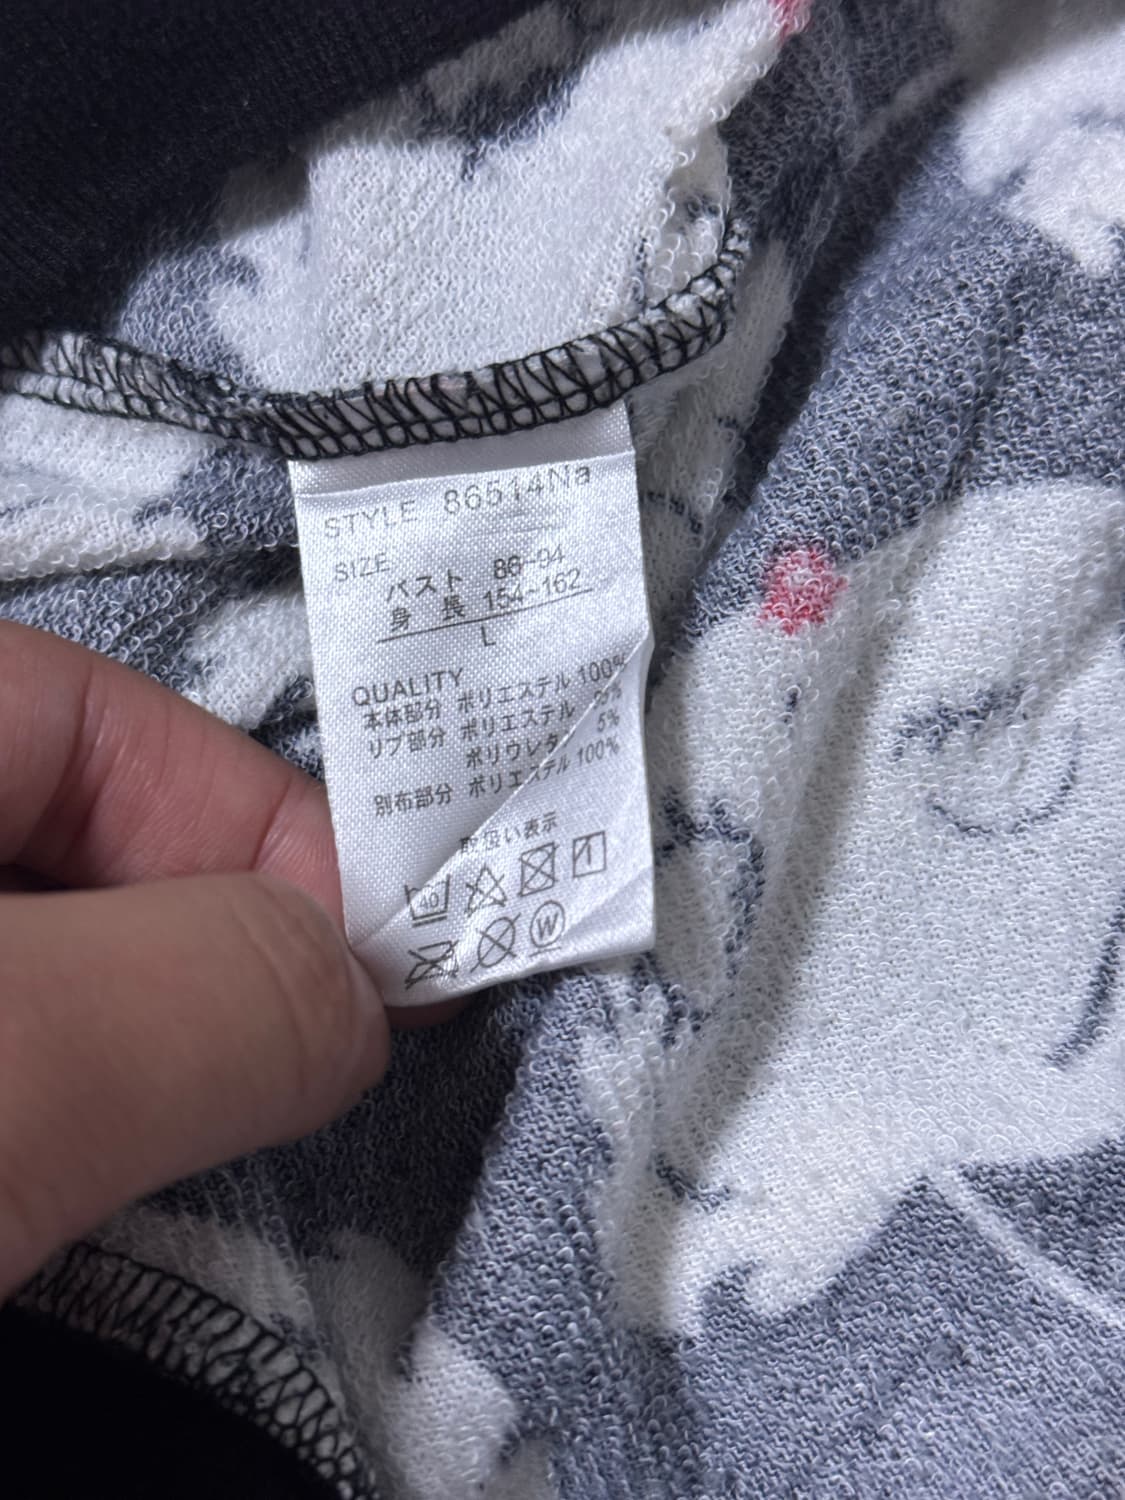 STYLE 86514Na
SIZE
バスト 86-94
身長 154-162
L
QUALITY
本体部分 ポリエステル 100%
リブ部分 ポリエステル
ポリウレタ 5%
別布部分 ポリエステル 100%
取扱い表示
40
W